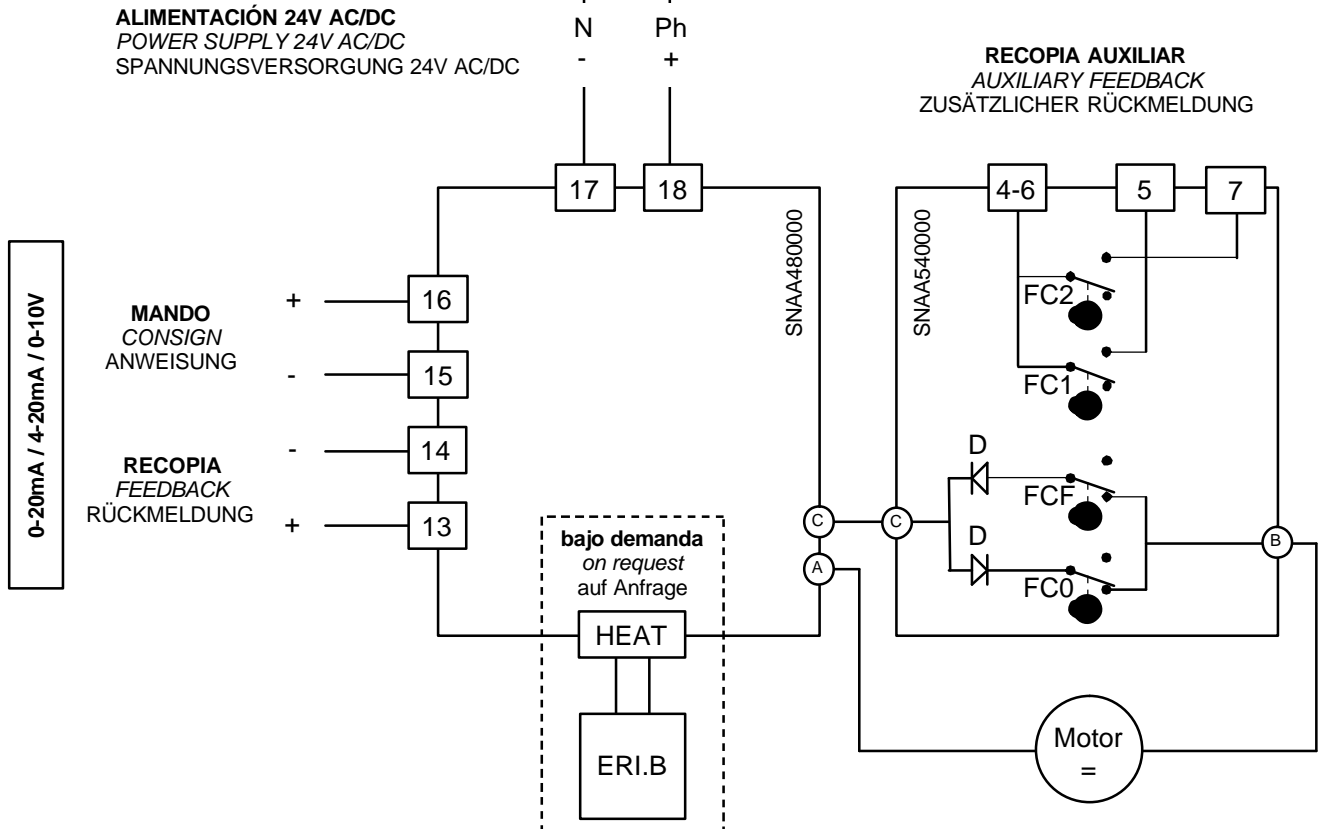 ALIMENTACIÓN 24V AC/DC
POWER SUPPLY 24V AC/DC
SPANNUNGSVERSORGUNG 24V AC/DC
N Ph
- +
RECOPIA AUXILIAR
AUXILIARY FEEDBACK
ZUSÄTZLICHER RÜCKMELDUNG
17 18
4-6 5 7
SNAA480000
SNAA540000
0-20mA / 4-20mA / 0-10V
MANDO
CONSIGN
ANWEISUNG
+ 16
- 15
RECOPIA
FEEDBACK
RÜCKMELDUNG
- 14
+ 13
FC2
FC1
D
FCF
D
FC0
C
C
A
B
bajo demanda
on request
auf Anfrage
HEAT
ERI.B
Motor
=